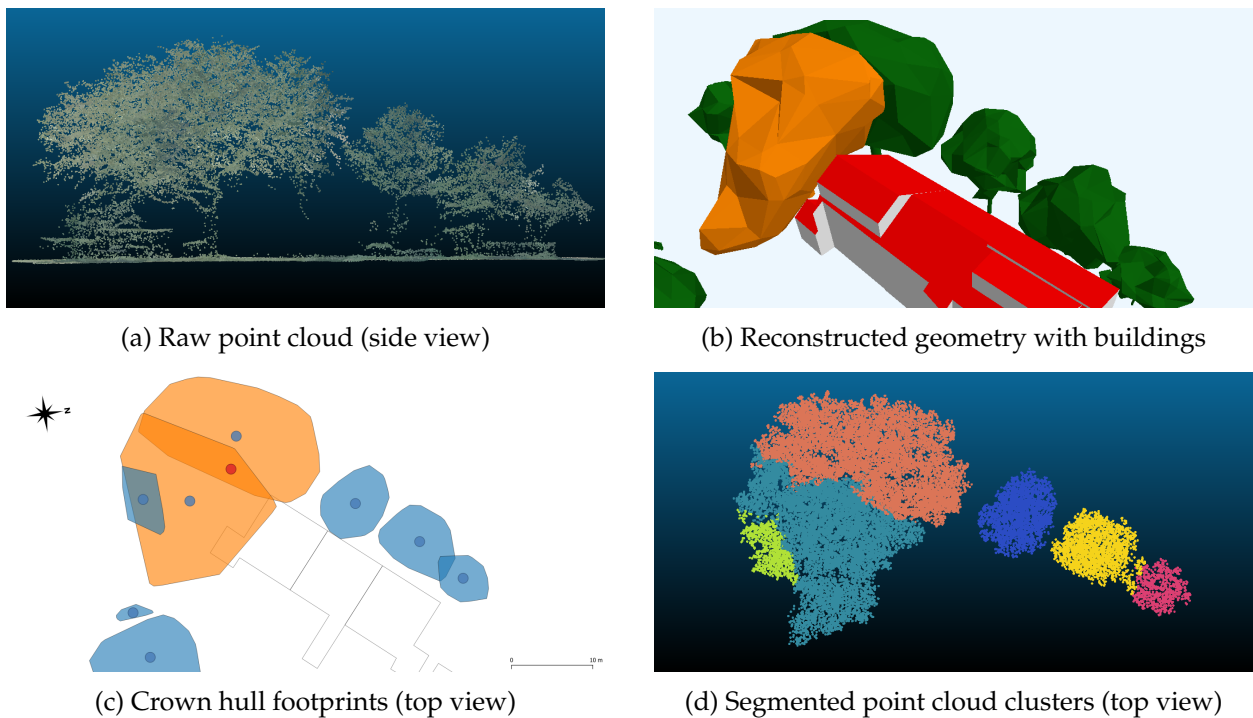 (a) Raw point cloud (side view)
(b) Reconstructed geometry with buildings
z
0
10 m
(c) Crown hull footprints (top view)
(d) Segmented point cloud clusters (top view)